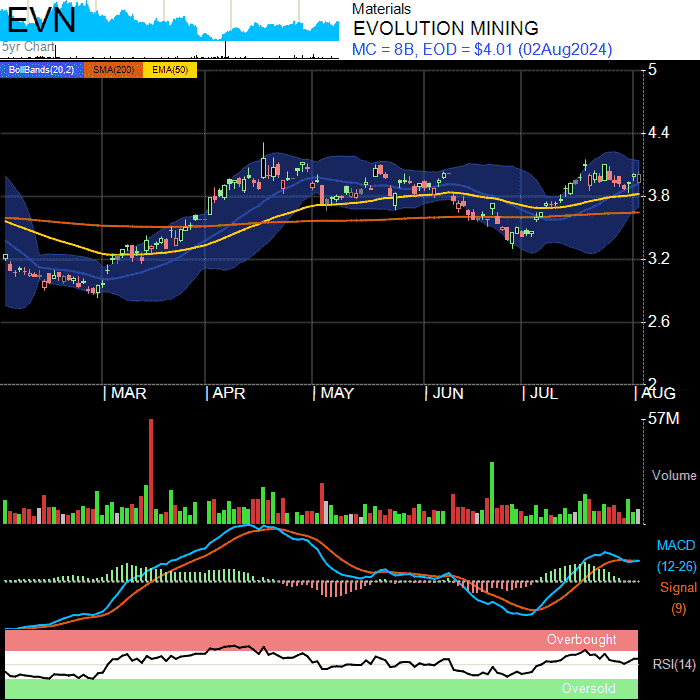 EVN
5yr Chart
Materials
EVOLUTION MINING
MC = 8B, EOD = $4.01 (02Aug2024)
BollBands(20,2) SMA(200) EMA(50)
5
4.4
3.8
3.2
2.6
2
MAR APR MAY JUN JUL AUG
57M
Volume
MACD
(12-26)
Signal
(9)
Overbought
RSI(14)
Oversold